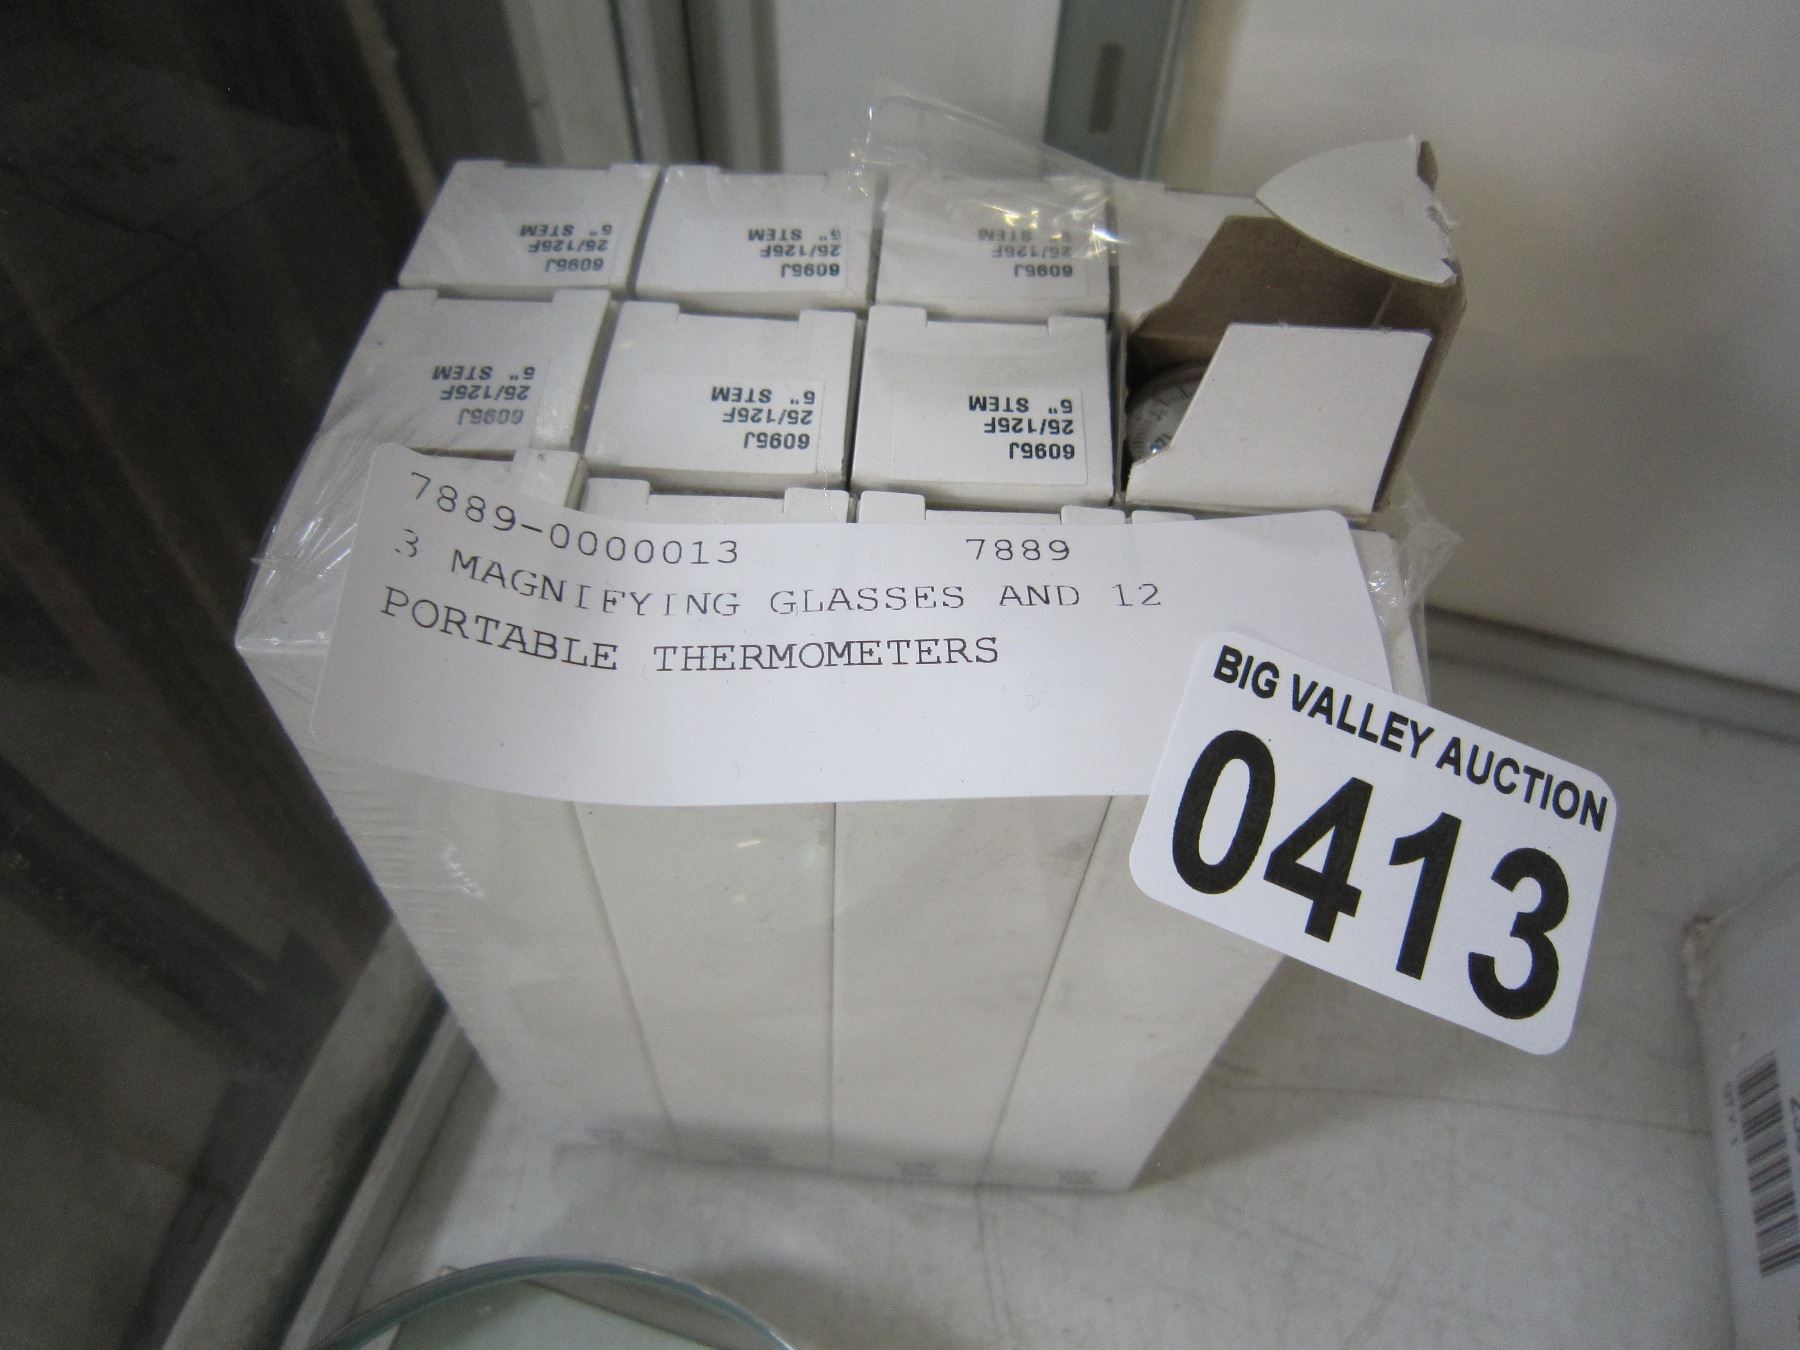 6095J
25/125F
6" STEM
6095J
25/125F
6" STEM
6095J
25/125F
6" STEM
6095J
25/125F
6" STEM
6095J
25/125F
6" STEM
6095J
25/125F
6" STEM
7889-0000013 7889
3 MAGNIFYING GLASSES AND 12
PORTABLE THERMOMETERS
BIG VALLEY AUCTION
0413